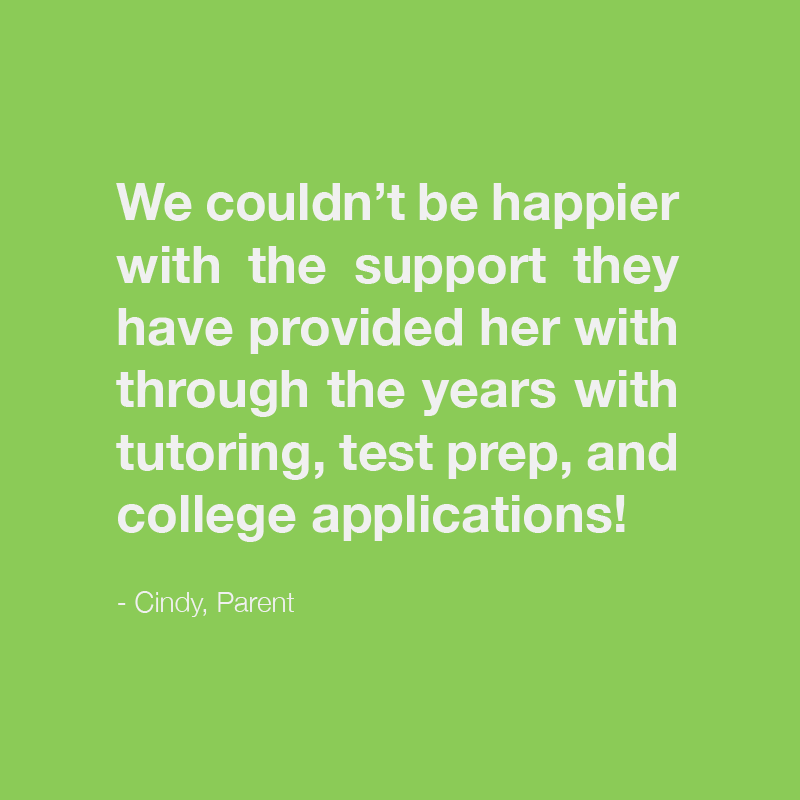 We couldn’t be happier
with the support they
have provided her with
through the years with
tutoring, test prep, and
college applications!
- Cindy, Parent